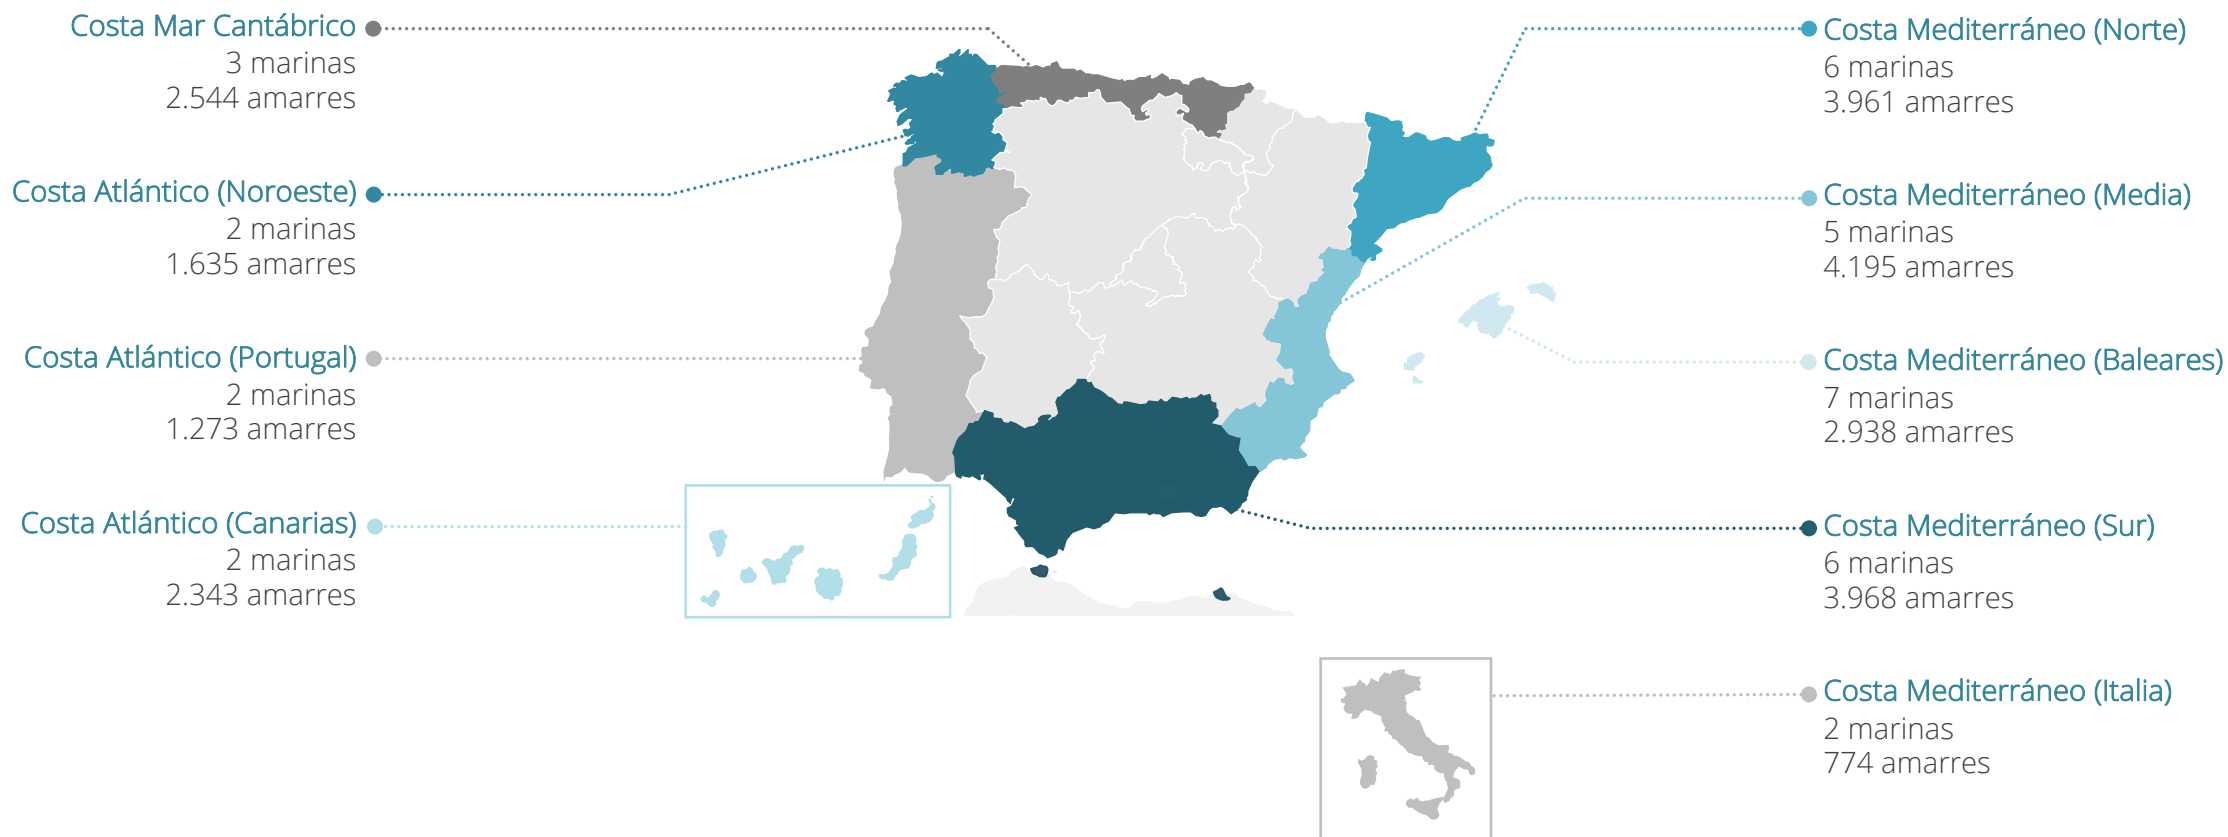 Costa Mar Cantábrico
3 marinas
2.544 amarres
Costa Atlántico (Noroeste)
2 marinas
1.635 amarres
Costa Atlántico (Portugal)
2 marinas
1.273 amarres
Costa Atlántico (Canarias)
2 marinas
2.343 amarres
Costa Mediterráneo (Norte)
6 marinas
3.961 amarres
Costa Mediterráneo (Media)
5 marinas
4.195 amarres
Costa Mediterráneo (Baleares)
7 marinas
2.938 amarres
Costa Mediterráneo (Sur)
6 marinas
3.968 amarres
Costa Mediterráneo (Italia)
2 marinas
774 amarres